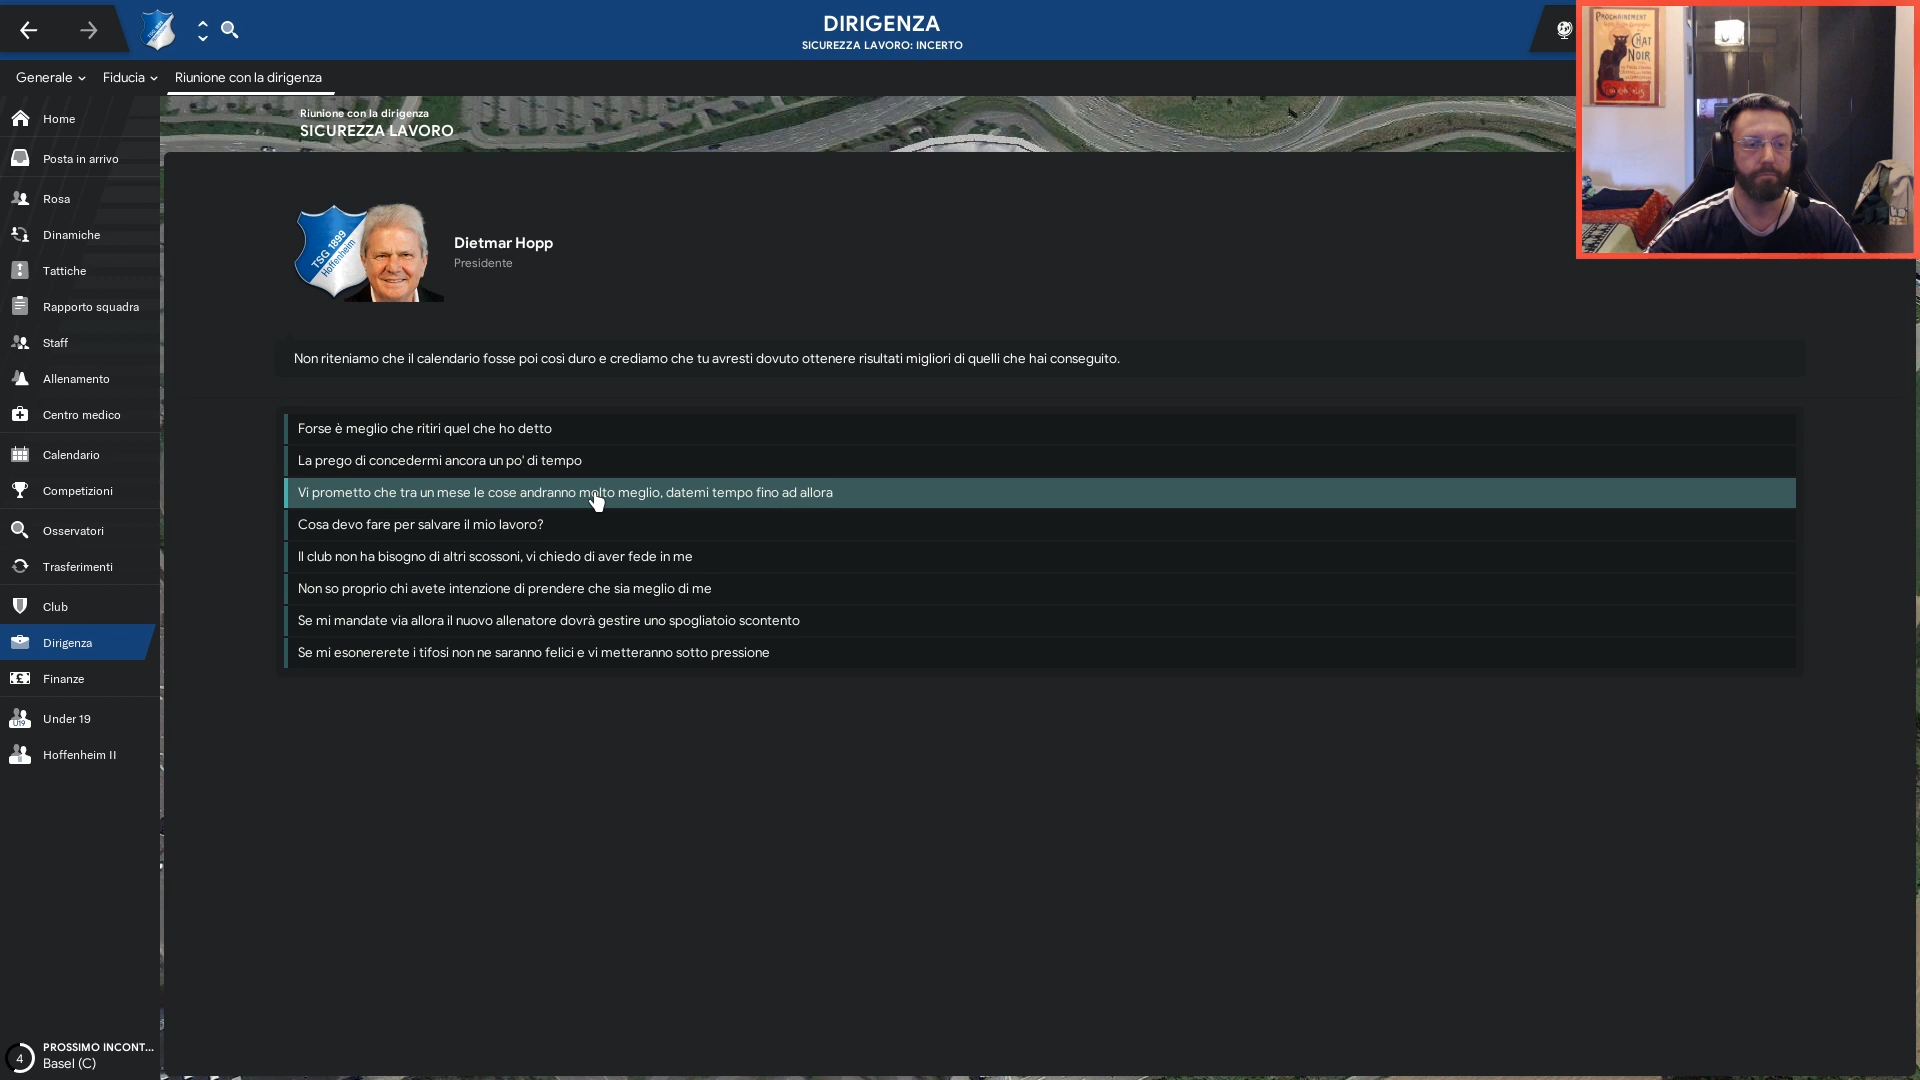 DIRIGENZA
SICUREZZA LAVORO: INCERTO
Generale
Fiducia
Riunione con la dirigenza
Home
Posta in arrivo
Rosa
Dinamiche
Tattiche
Rapporto squadra
Staff
Allenamento
Centro medico
Calendario
Competizioni
Osservatori
Trasferimenti
Club
Dirigenza
Finanze
U19
Under 19
Hoffenheim II
4
PROSSIMO INCONT...
Basel (C)
Riunione con la dirigenza
SICUREZZA LAVORO
TSG 1899
Hoffenheim
Dietmar Hopp
Presidente
Non riteniamo che il calendario fosse poi così duro e crediamo che tu avresti dovuto ottenere risultati migliori di quelli che hai conseguito.
Forse è meglio che ritiri quel che ho detto
La prego di concedermi ancora un po' di tempo
Vi prometto che tra un mese le cose andranno molto meglio, datemi tempo fino ad allora
Cosa devo fare per salvare il mio lavoro?
Il club non ha bisogno di altri scossoni, vi chiedo di aver fede in me
Non so proprio chi avete intenzione di prendere che sia meglio di me
Se mi mandate via allora il nuovo allenatore dovrà gestire uno spogliatoio scontento
Se mi esonererete i tifosi non ne saranno felici e vi metteranno sotto pressione
PROCHAINEMENT
CHAT
NOIR